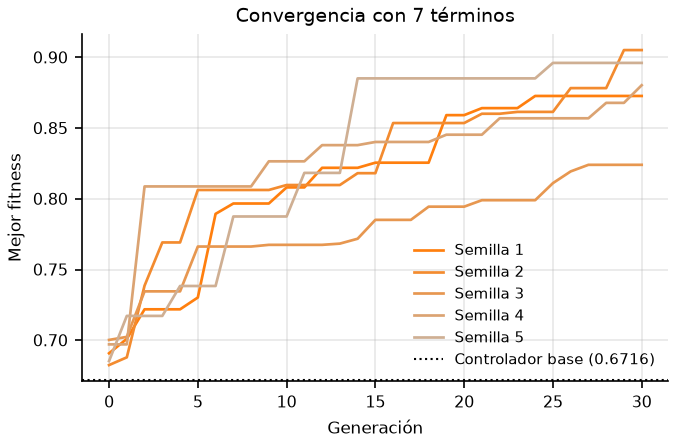 Convergencia con 7 términos
Mejor fitness
0.90
0.85
0.80
0.75
0.70
Semilla 1
Semilla 2
Semilla 3
Semilla 4
Semilla 5
Controlador base (0.6716)
0 5 10 15 20 25 30
Generación